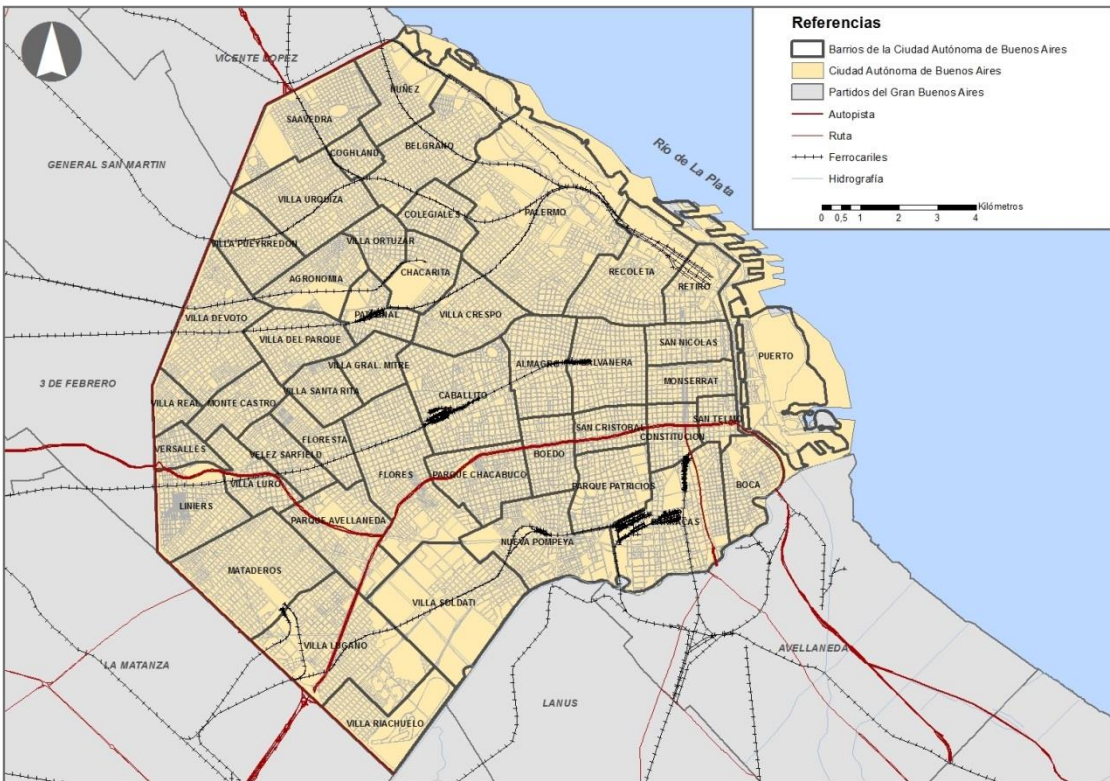 Referencias
Barrios de la Ciudad Autónoma de Buenos Aires
Ciudad Autónoma de Buenos Aires
Partidos del Gran Buenos Aires
Autopista
Ruta
Ferrocariles
Hidrografía
Kilómetros
0 0,5 1 2 3 4
VICENTE LOPEZ
Río de La Plata
GENERAL SAN MARTIN
NUÑEZ
SAAVEDRA
COGHLAND
BELGRANO
VILLA URQUIZA
COLEGIALES
PALERMO
VILLA PUEYRREDON
VILLA ORTUZAR
AGRONOMIA
CHACARITA
RECOLETA
RETIRO
VILLA DEVOTO
VILLA CRESPO
VILLA DEL PARQUE
SAN NICOLAS
PUERTO
VILLA GRAL. MITRE
ALMAGRO
MONSERRAT
3 DE FEBRERO
VILLA SANTA RITA
CABALLITO
VILLA REAL
MONTE CASTRO
SAN TELMO
SAN CRISTOBAL
CONSTITUCION
FLORESTA
VERSALLES
VELEZ SARFIELD
BOEDO
VILLA LURO
FLORES
PARQUE CHACABUCO
PARQUE PATRICIOS
BOCA
LINIERS
PARQUE AVELLANEDA
NUEVA POMPEYA
MATADEROS
VILLA SOLDATI
VILLA LUGANO
LA MATANZA
AVELLANEDA
LANUS
VILLA RIACHUELO